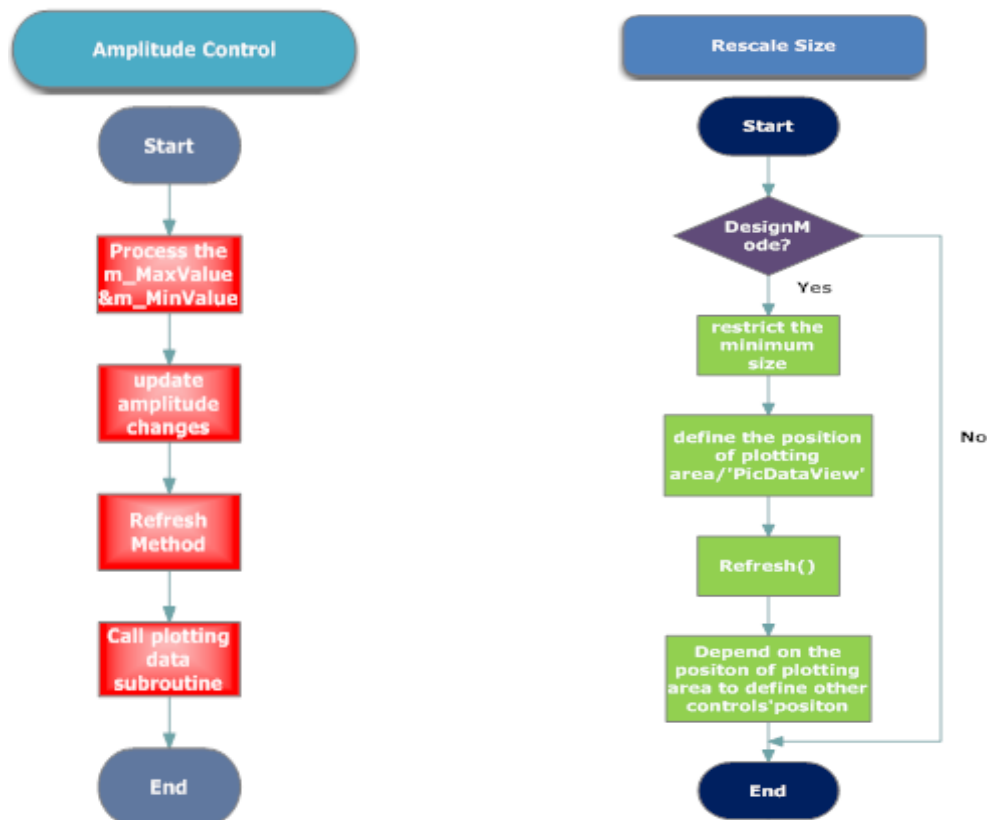 Amplitude Control
Start
Process the
m_MaxValue
&m_MinValue
update
amplitude
changes
Refresh
Method
Call plotting
data
subroutine
End
Rescale Size
Start
DesignM
ode?
Yes
No
restrict the
minimum
size
define the position
of plotting
area/'PicDataView'
Refresh()
Depend on the
positon of plotting
area to define other
controls'positon
End